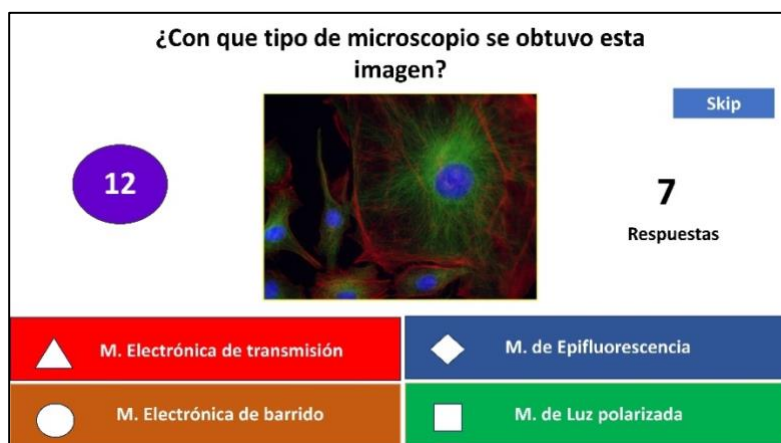 ¿Con que tipo de microscopio se obtuvo esta
imagen?
Skip
12
7
Respuestas
M. Electrónica de transmisión
M. de Epifluorescencia
M. Electrónica de barrido
M. de Luz polarizada